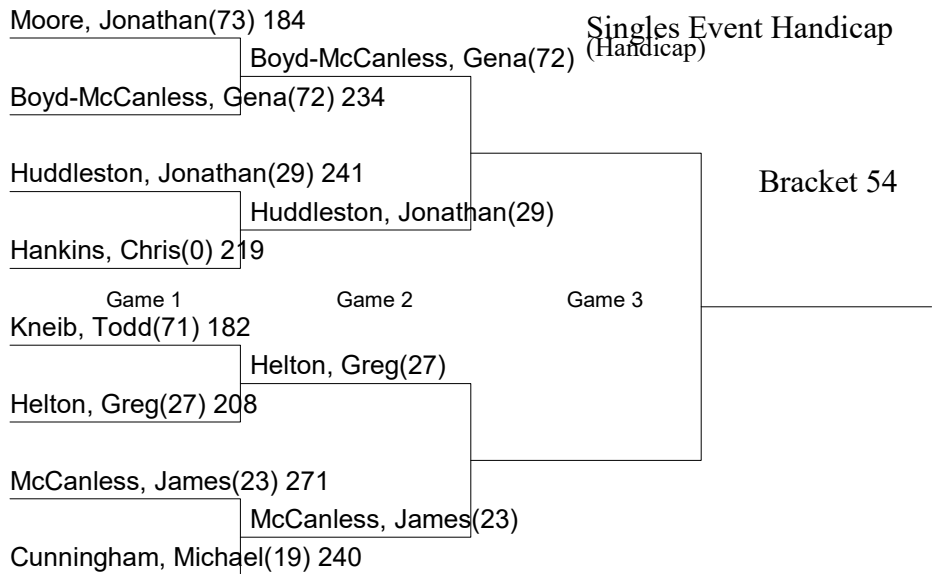 Moore, Jonathan(73) 184
Singles Event Handicap
(Handicap)
Boyd-McCanless, Gena(72)
Boyd-McCanless, Gena(72) 234
Huddleston, Jonathan(29) 241
Bracket 54
Huddleston, Jonathan(29)
Hankins, Chris(0) 219
Game 1
Game 2
Game 3
Kneib, Todd(71) 182
Helton, Greg(27)
Helton, Greg(27) 208
McCanless, James(23) 271
McCanless, James(23)
Cunningham, Michael(19) 240